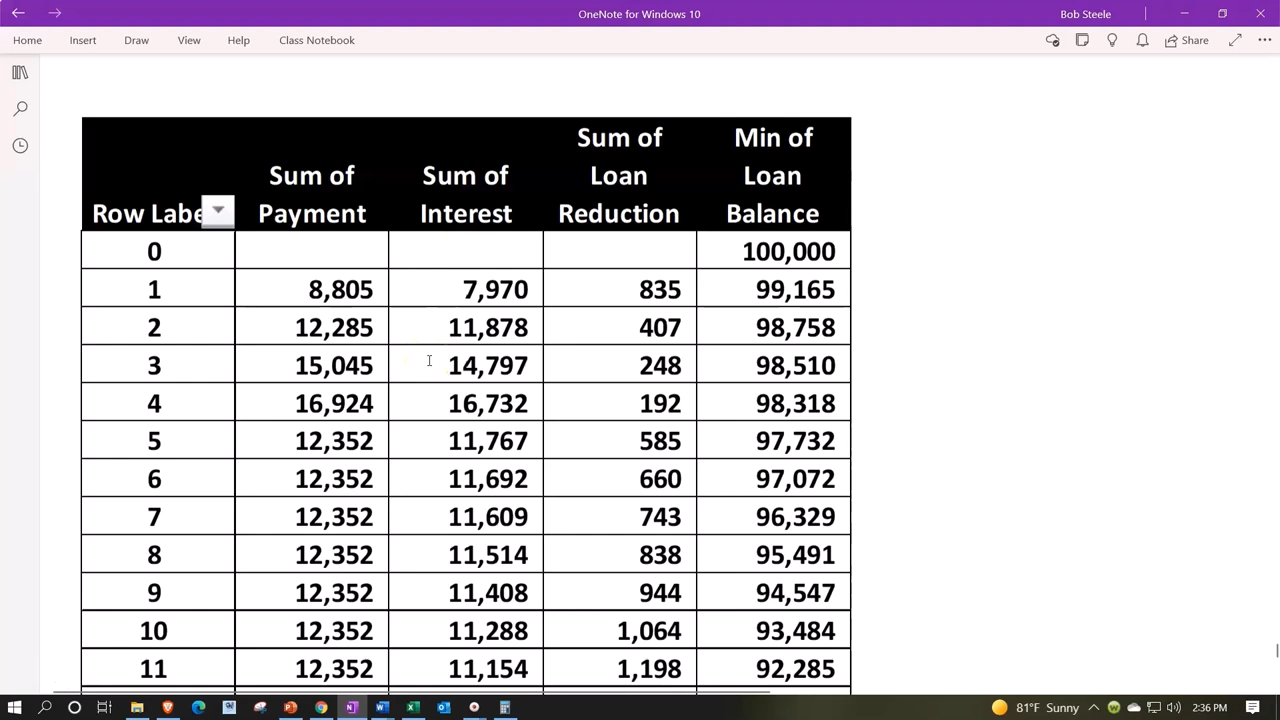 OneNote for Windows 10
Bob Steele
Home Insert Draw View Help Class Notebook
Share
Row Labe Sum of Payment Sum of Interest Sum of Loan Reduction Min of Loan Balance
0 100,000
1 8,805 7,970 835 99,165
2 12,285 11,878 407 98,758
3 15,045 14,797 248 98,510
4 16,924 16,732 192 98,318
5 12,352 11,767 585 97,732
6 12,352 11,692 660 97,072
7 12,352 11,609 743 96,329
8 12,352 11,514 838 95,491
9 12,352 11,408 944 94,547
10 12,352 11,288 1,064 93,484
11 12,352 11,154 1,198 92,285
81°F Sunny
2:36 PM